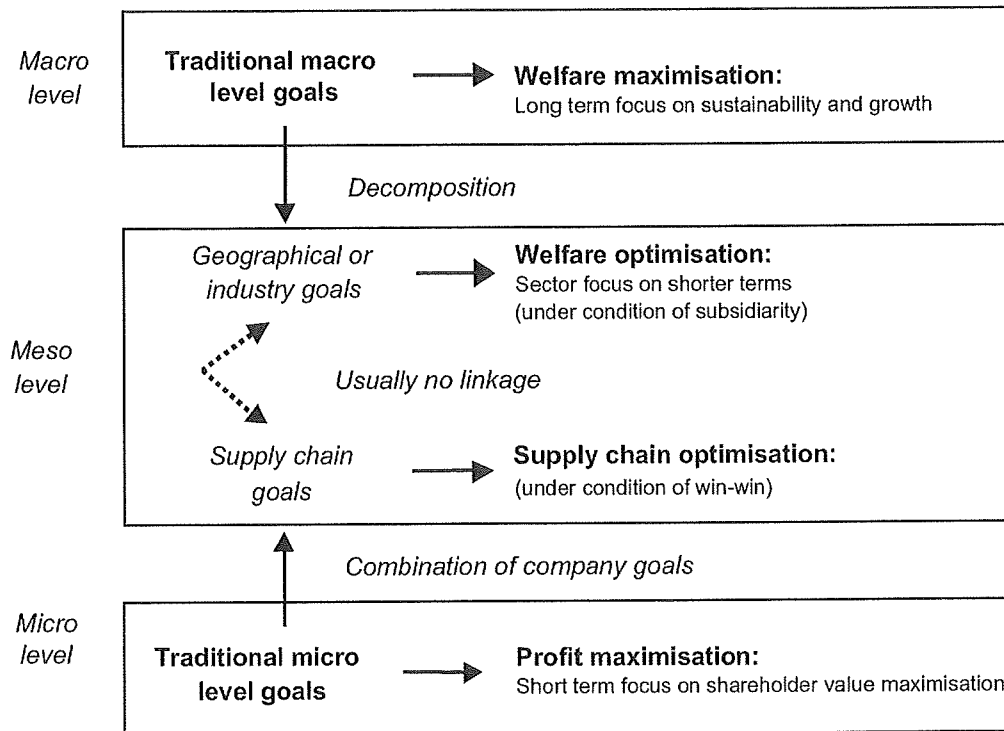 Macro
level
Traditional macro
level goals
Welfare maximisation:
Long term focus on sustainability and growth
Decomposition
Meso
level
Geographical or
industry goals
Welfare optimisation:
Sector focus on shorter terms
(under condition of subsidiarity)
Usually no linkage
Supply chain
goals
Supply chain optimisation:
(under condition of win-win)
Combination of company goals
Micro
level
Traditional micro
level goals
Profit maximisation:
Short term focus on shareholder value maximisation